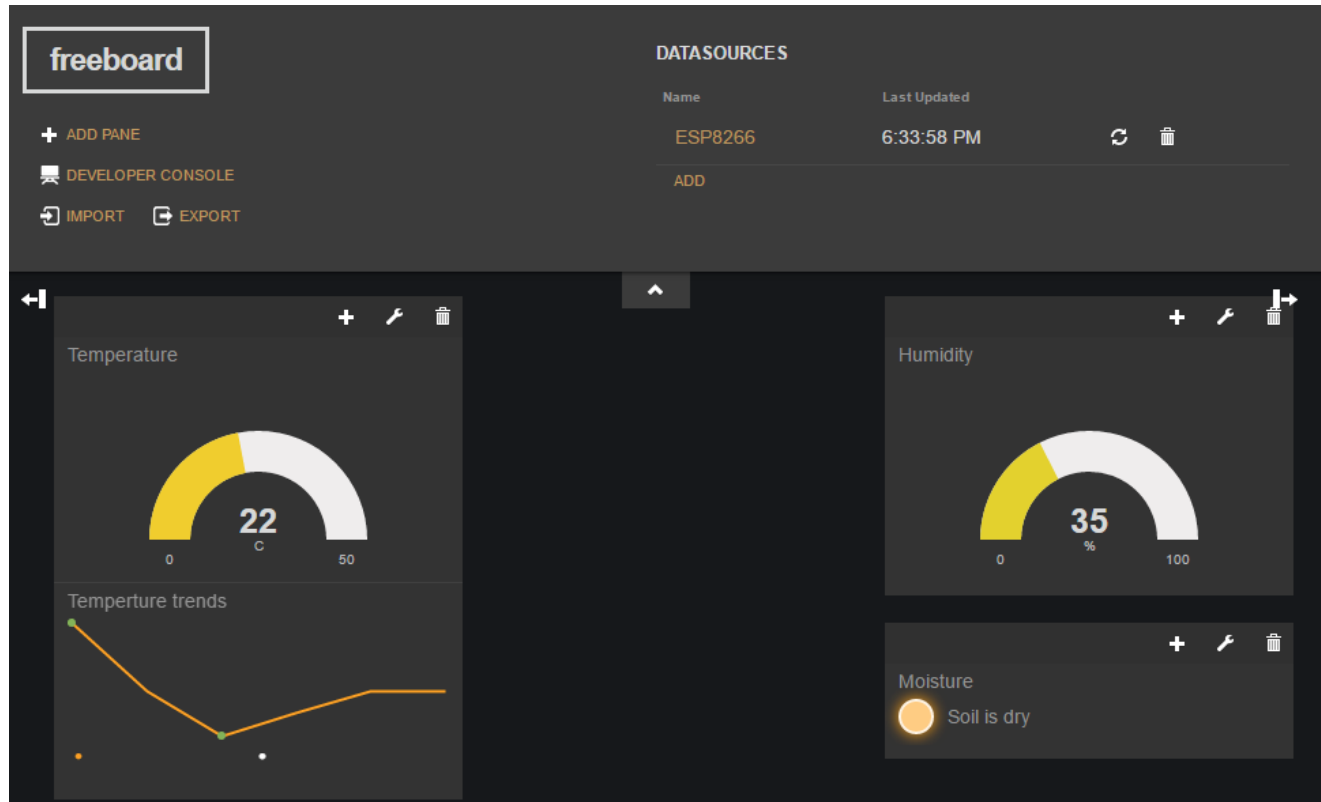 freeboard
ADD PANE
DEVELOPER CONSOLE
IMPORT EXPORT
DATASOURCES
Name Last Updated
ESP8266 6:33:58 PM
ADD
Temperature
22
C
0 50
Temperture trends
Humidity
35
%
0 100
Moisture
Soil is dry